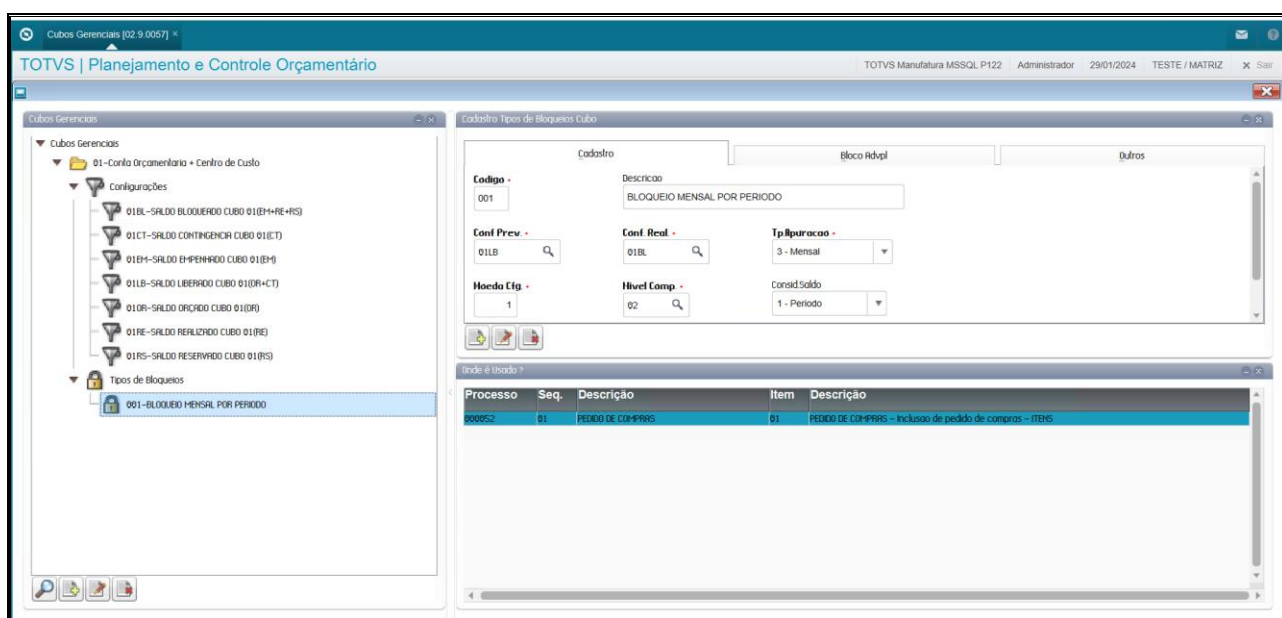 Cubos Gerenciais [02.9.0057] ×
TOTVS | Planejamento e Controle Orçamentário
TOTVS Manufatura MSSQL P122 Administrador 29/01/2024 TESTE / MATRIZ × Sair
Cubos Gerenciais
Cubos Gerenciais
01-Conta Orçamentaria + Centro de Custo
Configurações
01BL-SALDO BLOQUEADO CUBO 01(EM+RE+RS)
01CT-SALDO CONTINGENCIA CUBO 01(CT)
01EM-SALDO EMPENHADO CUBO 01(EM)
01LB-SALDO LIBERADO CUBO 01(OR+CT)
01OR-SALDO ORÇADO CUBO 01(OR)
01RE-SALDO REALIZADO CUBO 01(RE)
01RS-SALDO RESERVADO CUBO 01(RS)
Tipos de Bloqueios
001-BLOQUEIO MENSAL POR PERIODO
Cadastro Tipos de Bloqueios Cubo
Cadastro Bloco Advpl Outros
Codigo * Descricao
001 BLOQUEIO MENSAL POR PERIODO
Conf Prev. * Conf. Real. * Tp.Apuracao *
01LB 01BL 3 - Mensal
Moeda Cfg. * Nivel Comp. * Consid.Saldo
1 02 1 - Periodo
Onde é Usado ?
Processo Seq. Descrição Item Descrição
000052 01 PEDIDO DE COMPRAS 01 PEDIDO DE COMPRAS - Inclusao de pedido de compras - ITENS